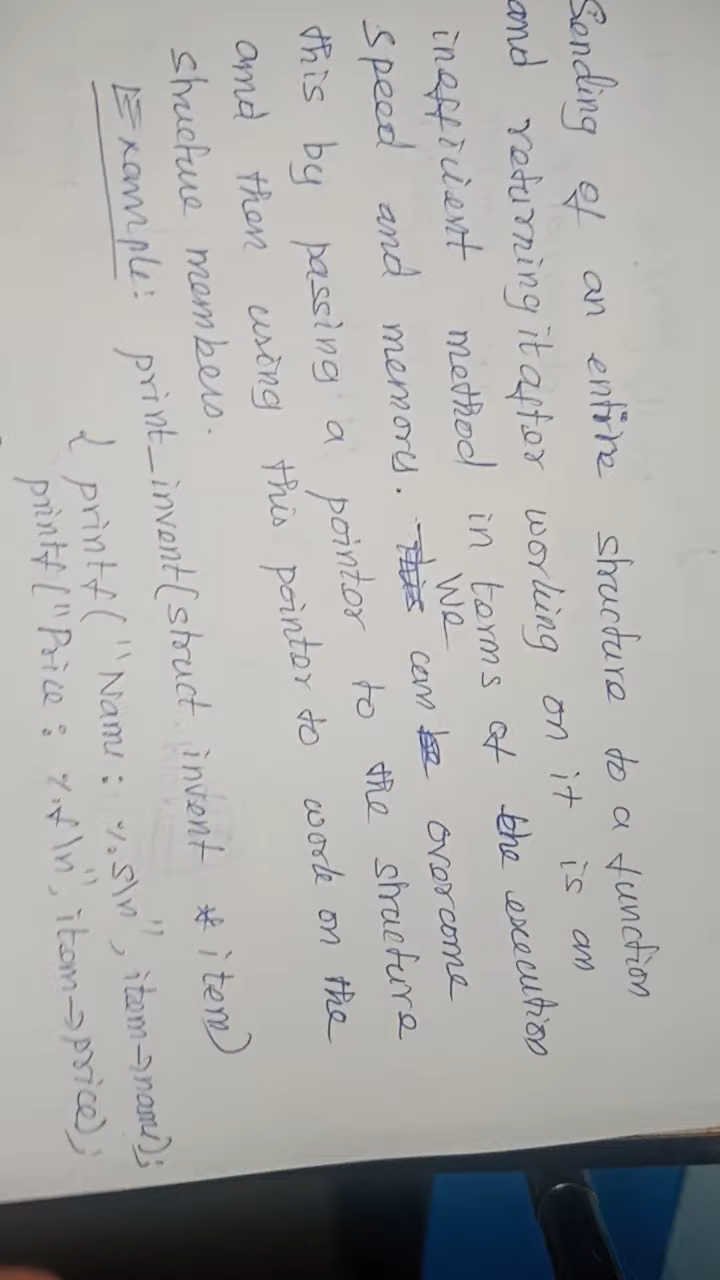 Sending of an entire structure to a function
and returning it after working on it is an
inefficient method in terms of the execution
speed and memory. We can overcome
this by passing a pointer to the structure
and then using this pointer to work on the
structure members.
Example: print_invent(struct invent *item)
{ printf("Name: %s\n", item->name);
printf("Price: %f\n", item->price);